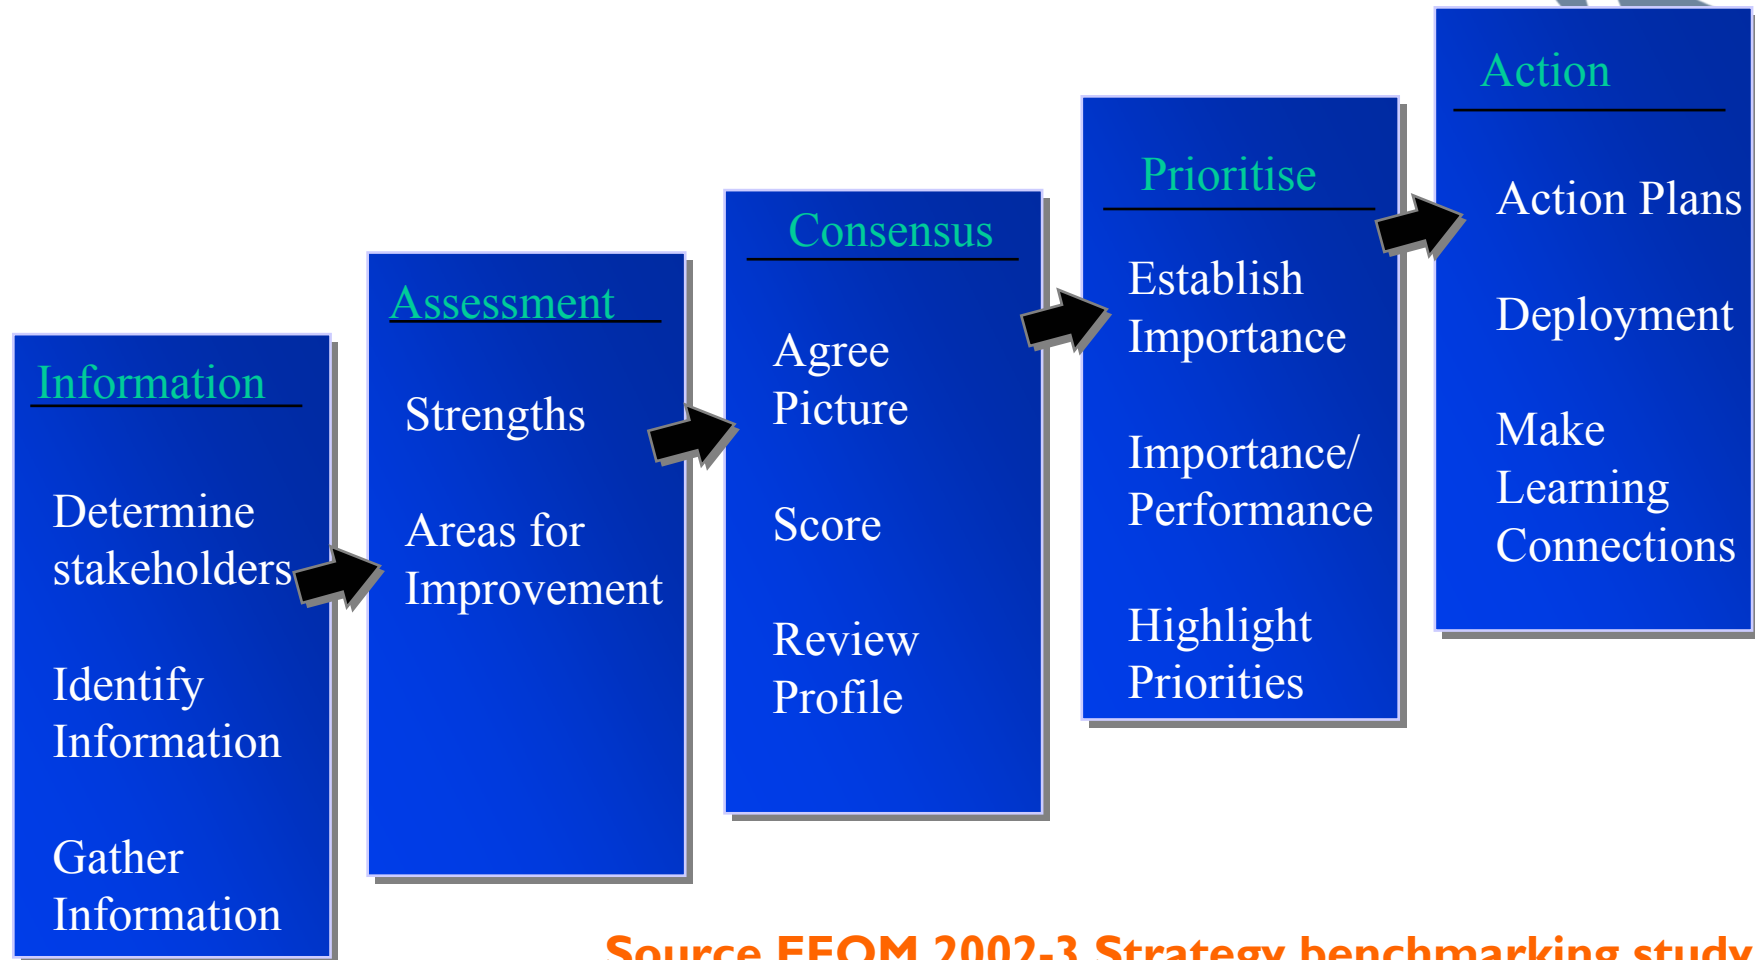 Information
Determine
stakeholders
Identify
Information
Gather
Information
Assessment
Strengths
Areas for
Improvement
Consensus
Agree
Picture
Score
Review
Profile
Prioritise
Establish
Importance
Importance/
Performance
Highlight
Priorities
Action
Action Plans
Deployment
Make
Learning
Connections
Source EFQM 2002-3 Strategy benchmarking study